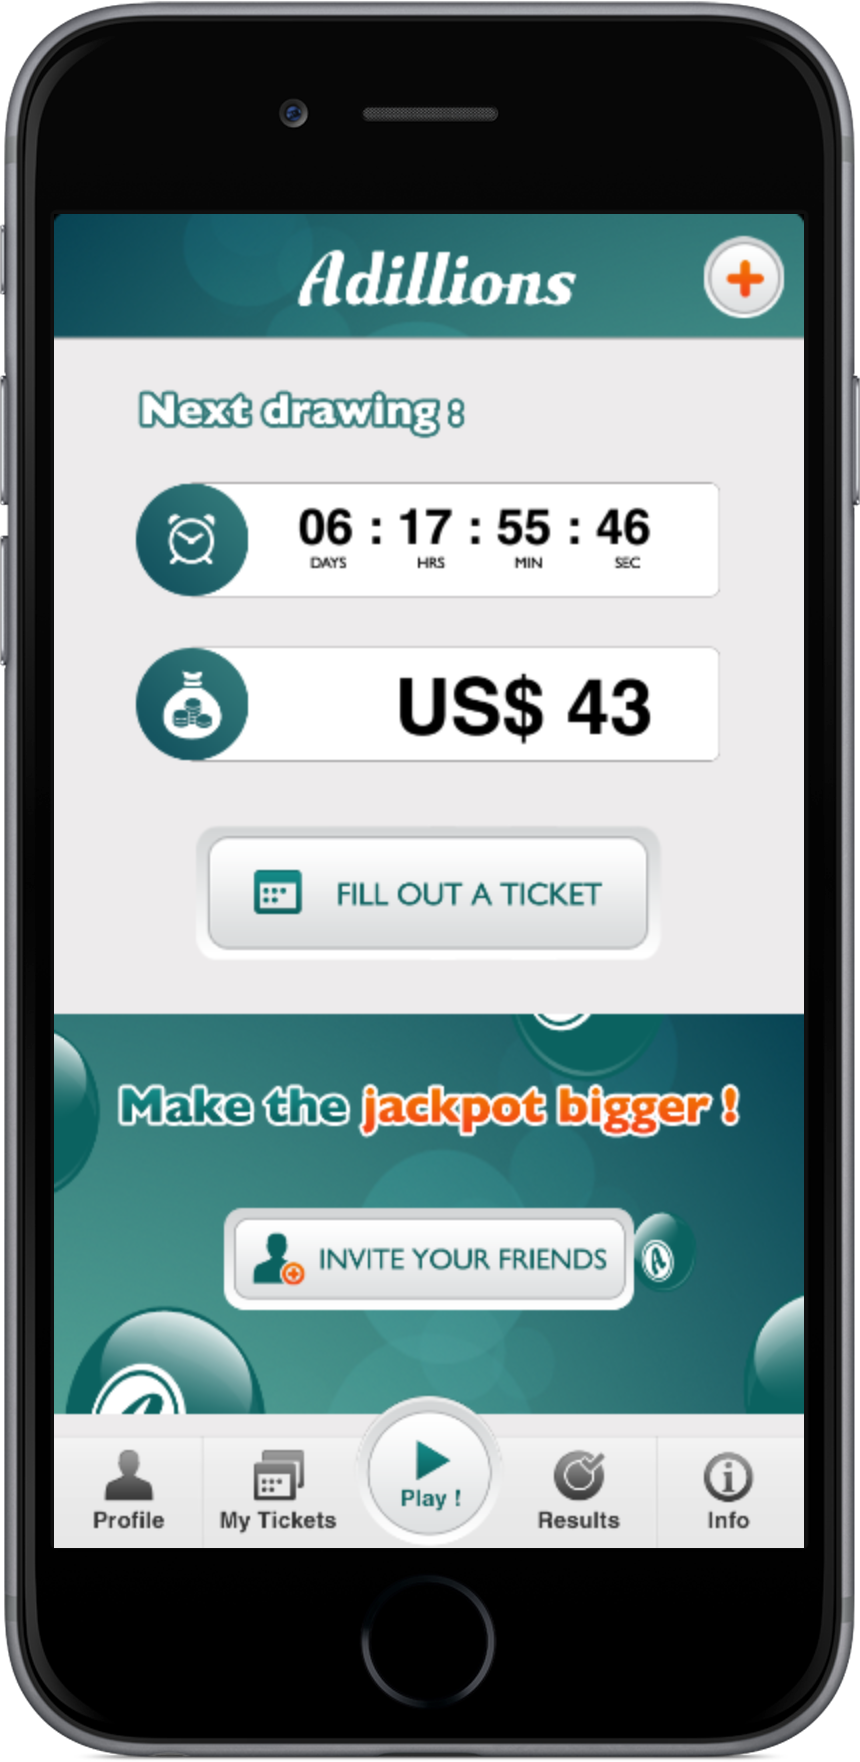 Adillions
Next drawing :
06 : 17 : 55 : 46
DAYS HRS MIN SEC
US$ 43
FILL OUT A TICKET
Make the jackpot bigger !
INVITE YOUR FRIENDS
Profile My Tickets Play ! Results Info